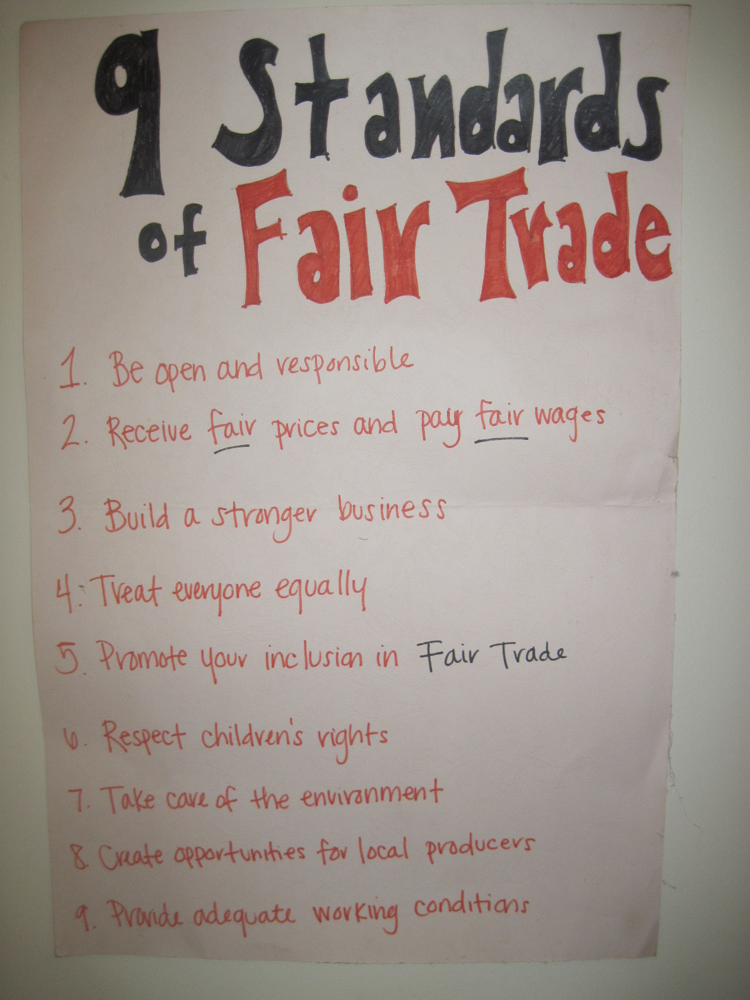 9 Standards
of Fair Trade
1. Be open and responsible
2. Receive fair prices and pay fair wages
3. Build a stronger business
4. Treat everyone equally
5. Promote your inclusion in Fair Trade
6. Respect children's rights
7. Take care of the environment
8. Create opportunities for local producers
9. Provide adequate working conditions